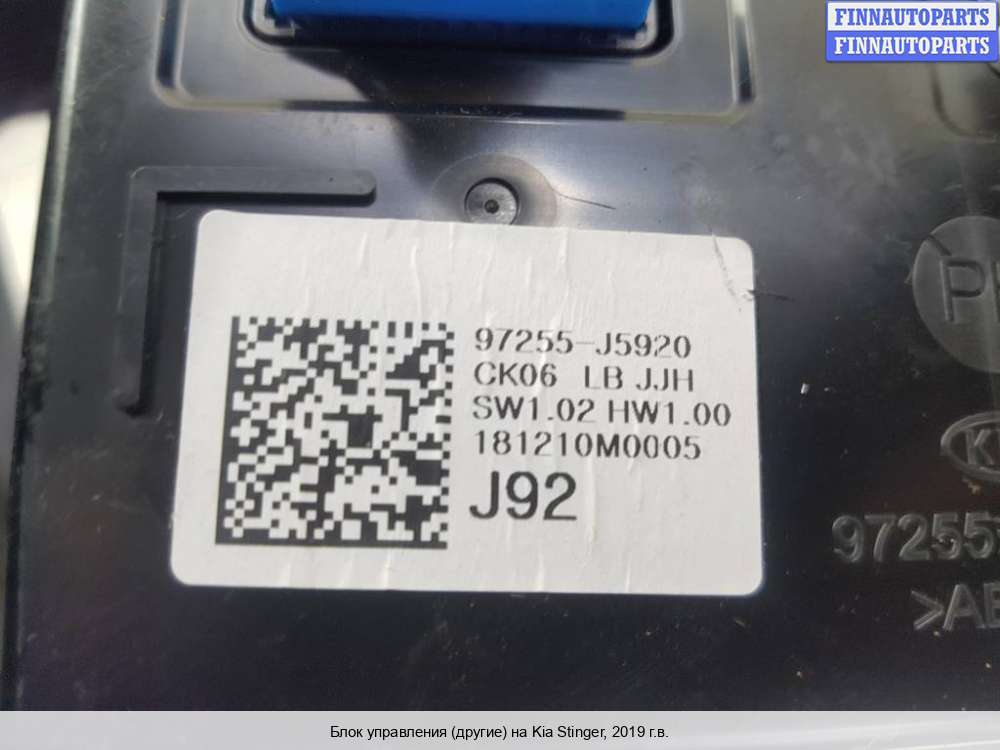 FINNAUTOPARTS
FINNAUTOPARTS
97255-J5920
CK06 LB JJH
SW1.02 HW1.00
181210M0005
J92
97255
Блок управления (другие) на Kia Stinger, 2019 г.в.